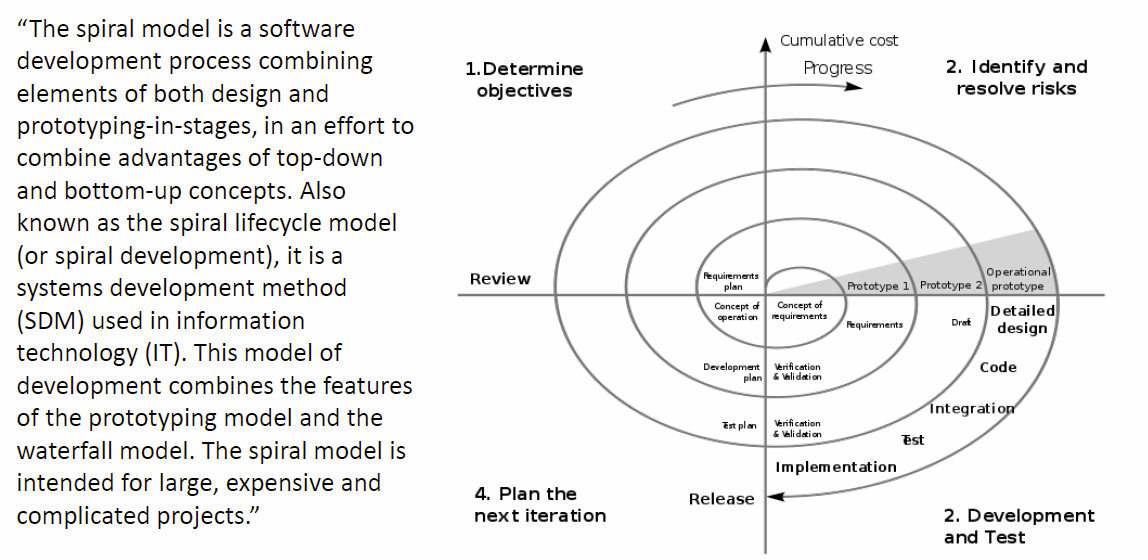 “The spiral model is a software
development process combining
elements of both design and
prototyping-in-stages, in an effort to
combine advantages of top-down
and bottom-up concepts. Also
known as the spiral lifecycle model
(or spiral development), it is a
systems development method
(SDM) used in information
technology (IT). This model of
development combines the features
of the prototyping model and the
waterfall model. The spiral model is
intended for large, expensive and
complicated projects.”
Cumulative cost
Progress
1.Determine
objectives
2. Identify and
resolve risks
Review
Requirements
plan
Prototype 1
Prototype 2
Operational
prototype
Concept of
operation
Concept of
requirements
Requirements
Draft
Detailed
design
Development
plan
Verification
& Validation
Code
Test plan
Verification
& Validation
Integration
Test
Implementation
Release
4. Plan the
next iteration
2. Development
and Test